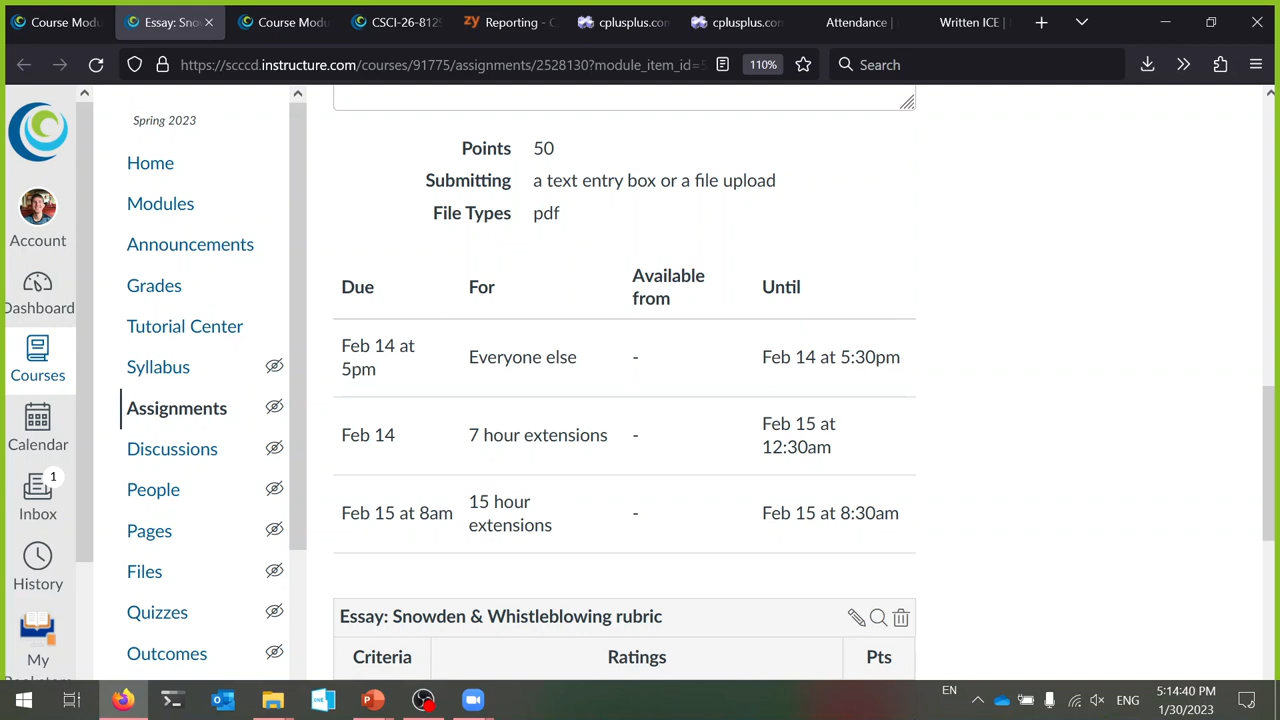 Course Modu
Essay: Snow
Course Modu
CSCI-26-8129
zy Reporting - C
cplusplus.com
cplusplus.com
Attendance |
Written ICE |
https://scccd.instructure.com/courses/91775/assignments/2528130?module_item_id=5
110%
Search
Spring 2023
Home
Modules
Announcements
Grades
Tutorial Center
Syllabus
Assignments
Discussions
People
Pages
Files
Quizzes
Outcomes
Account
Dashboard
Courses
Calendar
1
Inbox
History
My
Points 50
Submitting a text entry box or a file upload
File Types pdf
Due For Available from Until
Feb 14 at 5pm Everyone else - Feb 14 at 5:30pm
Feb 14 7 hour extensions - Feb 15 at 12:30am
Feb 15 at 8am 15 hour extensions - Feb 15 at 8:30am
Essay: Snowden & Whistleblowing rubric
Criteria Ratings Pts
EN
ENG
5:14:40 PM
1/30/2023